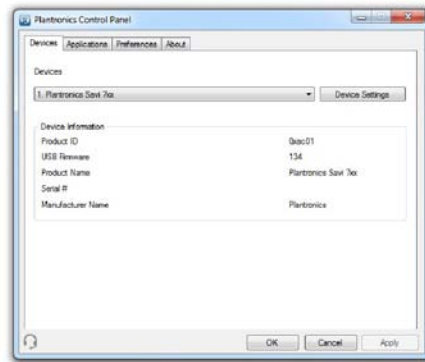 Plantronics Control Panel
Devices Applications Preferences About
Devices
1. Plantronics Savi 7xx Device Settings
Device Information
Product ID 0xac01
USB Firmware 134
Product Name Plantronics Savi 7xx
Serial #
Manufacturer Name Plantronics
OK Cancel Apply